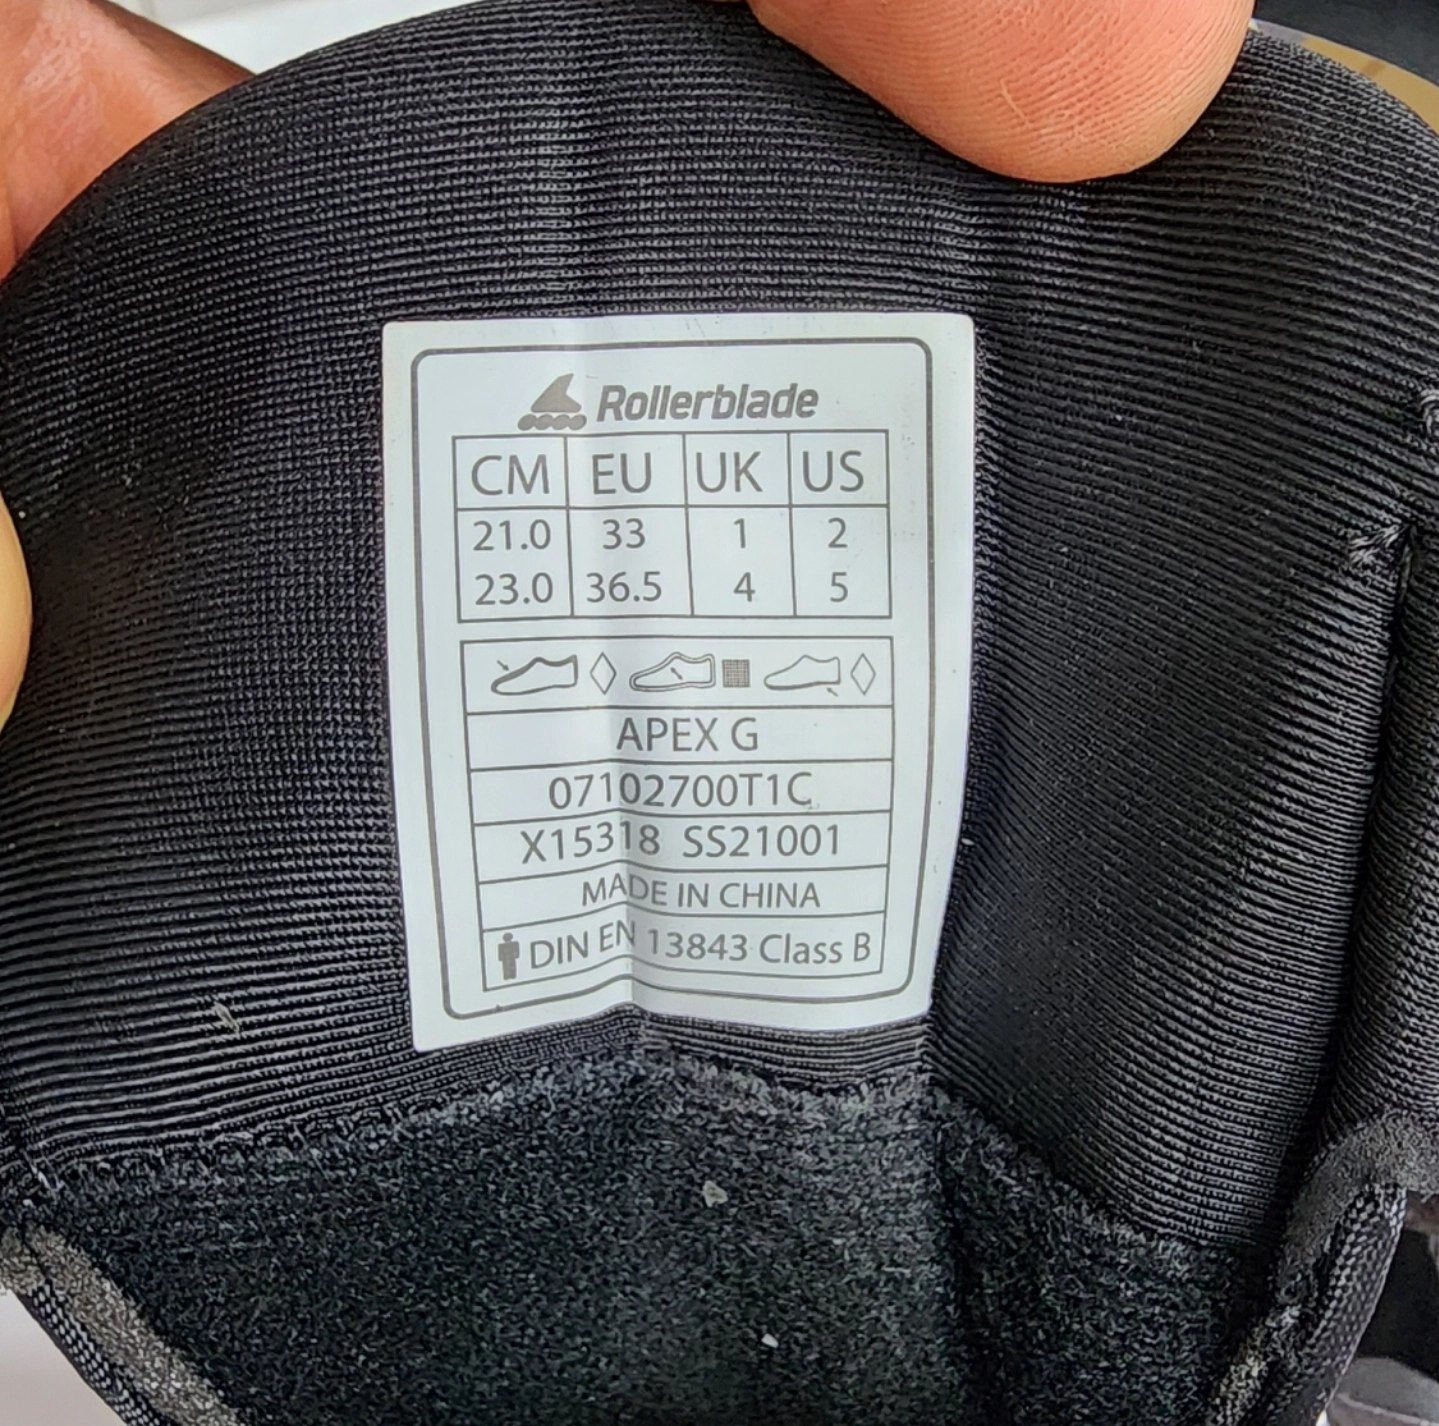 Rollerblade
CM EU UK US
21.0 33 1 2
23.0 36.5 4 5
APEX G
07102700T1C
X15318 SS21001
MADE IN CHINA
DIN EN 13843 Class B